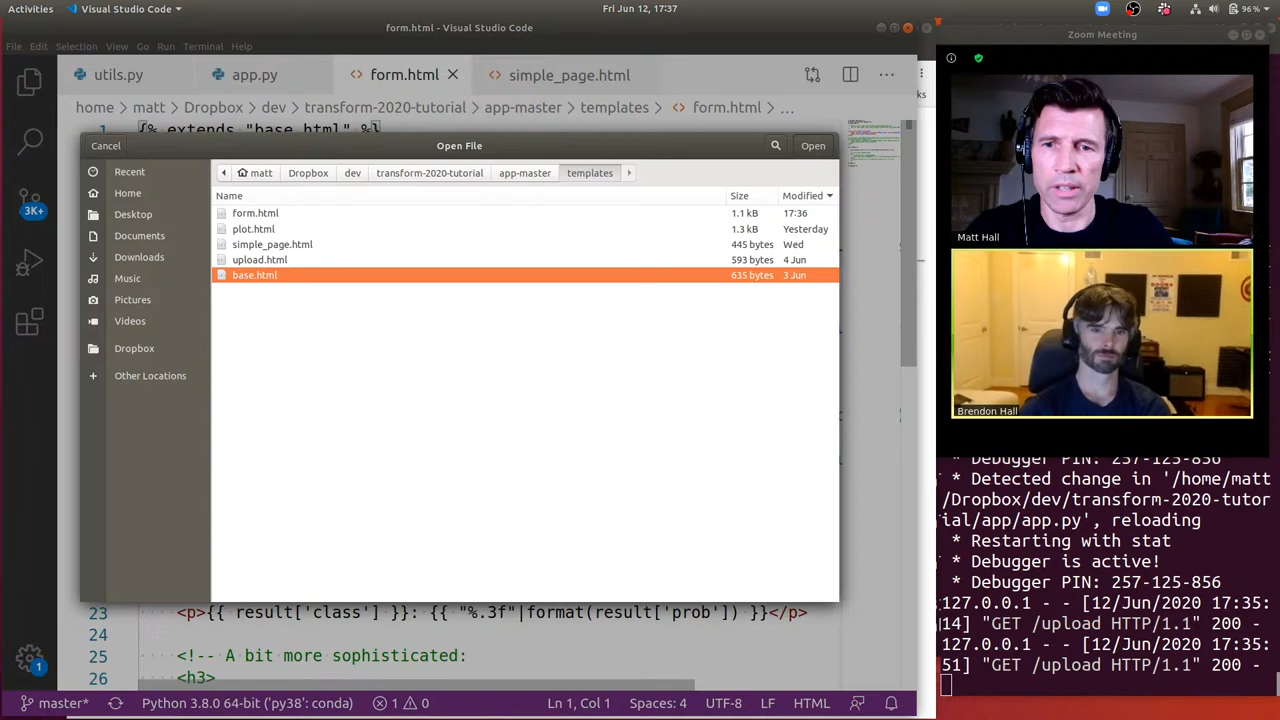 Activities
Visual Studio Code
Fri Jun 12, 17:37
96 %
form.html - Visual Studio Code
Zoom Meeting
File Edit Selection View Go Run Terminal Help
utils.py
app.py
form.html
simple_page.html
home > matt > Dropbox > dev > transform-2020-tutorial > app-master > templates > form.html > ...
1 {% extends "base.html" %}
Cancel
Open File
Open
Recent
Home
Desktop
Documents
Downloads
Music
Pictures
Videos
Dropbox
Other Locations
matt Dropbox dev transform-2020-tutorial app-master templates
Name Size Modified
form.html 1.1 kB 17:36
plot.html 1.3 kB Yesterday
simple_page.html 445 bytes Wed
upload.html 593 bytes 4 Jun
base.html 635 bytes 3 Jun
3K+
1
23 <p>{{ result['class'] }}: {{ "%.3f"|format(result['prob']) }}</p>
24
25 <!-- A bit more sophisticated:
26 <h3>
master*
Python 3.8.0 64-bit ('py38': conda)
1 0
Ln 1, Col 1
Spaces: 4
UTF-8
LF
HTML
ks
Matt Hall
Brendon Hall
* Debugger PIN: 257-125-856
* Detected change in '/home/matt
/Dropbox/dev/transform-2020-tutor
ial/app/app.py', reloading
* Restarting with stat
* Debugger is active!
* Debugger PIN: 257-125-856
127.0.0.1 - - [12/Jun/2020 17:35:
14] "GET /upload HTTP/1.1" 200 -
127.0.0.1 - - [12/Jun/2020 17:35:
51] "GET /upload HTTP/1.1" 200 -